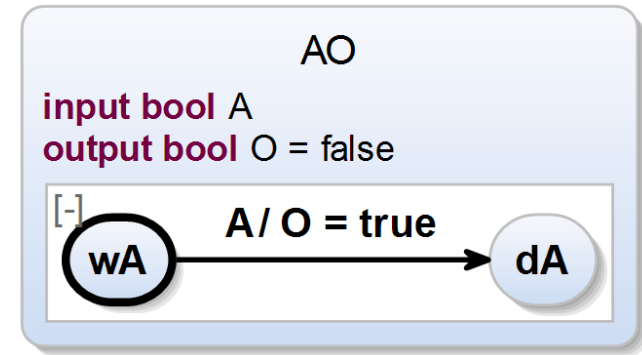 AO
input bool A
output bool O = false
[-]
A / O = true
wA
dA